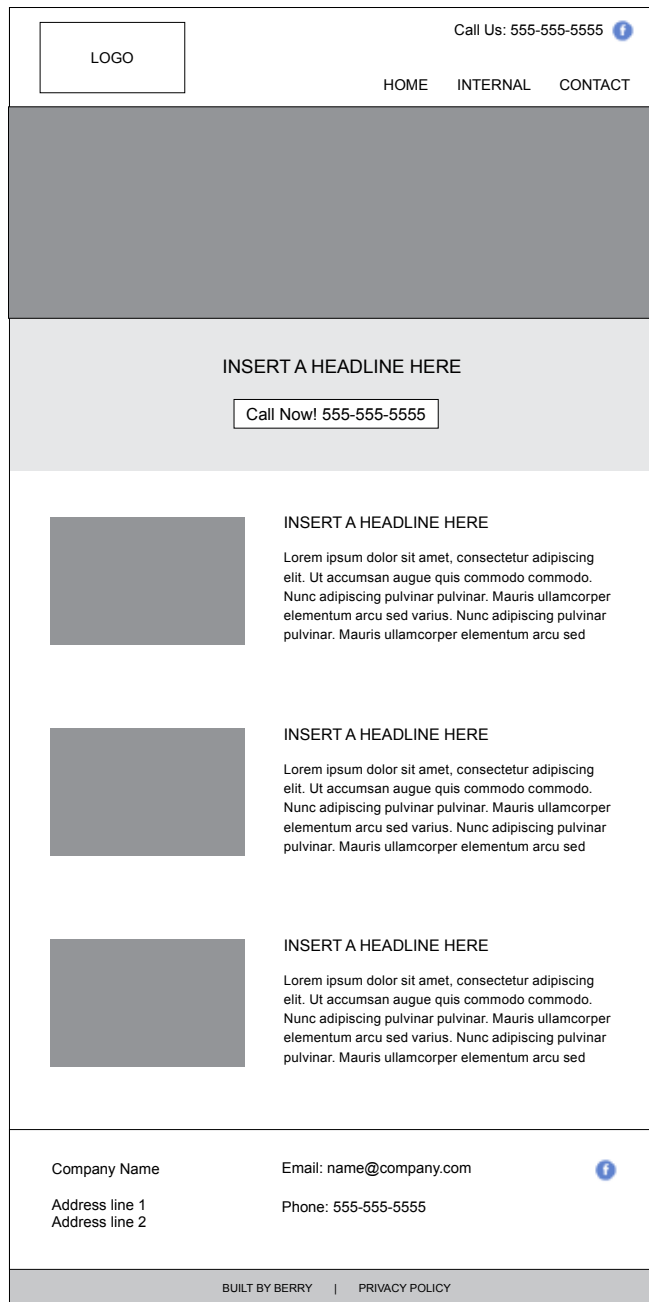 LOGO
Call Us: 555-555-5555
HOME INTERNAL CONTACT
INSERT A HEADLINE HERE
Call Now! 555-555-5555
INSERT A HEADLINE HERE
Lorem ipsum dolor sit amet, consectetur adipiscing
elit. Ut accumsan augue quis commodo commodo.
Nunc adipiscing pulvinar pulvinar. Mauris ullamcorper
elementum arcu sed varius. Nunc adipiscing pulvinar
pulvinar. Mauris ullamcorper elementum arcu sed
INSERT A HEADLINE HERE
Lorem ipsum dolor sit amet, consectetur adipiscing
elit. Ut accumsan augue quis commodo commodo.
Nunc adipiscing pulvinar pulvinar. Mauris ullamcorper
elementum arcu sed varius. Nunc adipiscing pulvinar
pulvinar. Mauris ullamcorper elementum arcu sed
INSERT A HEADLINE HERE
Lorem ipsum dolor sit amet, consectetur adipiscing
elit. Ut accumsan augue quis commodo commodo.
Nunc adipiscing pulvinar pulvinar. Mauris ullamcorper
elementum arcu sed varius. Nunc adipiscing pulvinar
pulvinar. Mauris ullamcorper elementum arcu sed
Company Name
Address line 1
Address line 2
Email: name@company.com
Phone: 555-555-5555
BUILT BY BERRY | PRIVACY POLICY